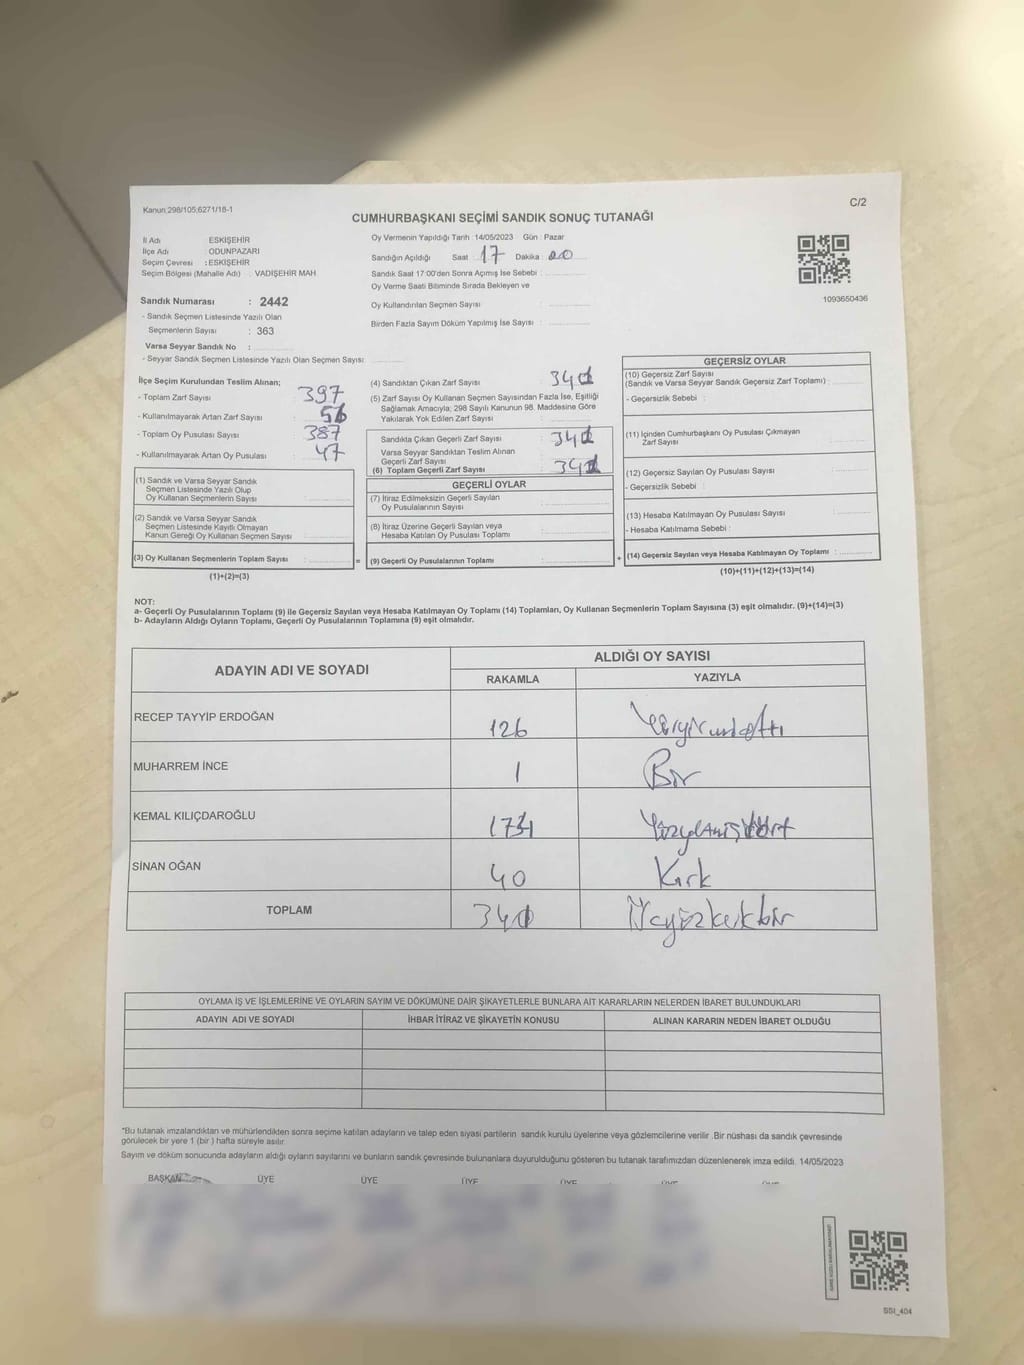 Kanun;298/105;6271/18-1
C/2
CUMHURBAŞKANI SEÇİMİ SANDIK SONUÇ TUTANAĞI
İl Adı : ESKİŞEHİR
İlçe Adı : ODUNPAZARI
Seçim Çevresi : ESKİŞEHİR
Seçim Bölgesi (Mahalle Adı) : VADİŞEHİR MAH
Oy Vermenin Yapıldığı Tarih :14/05/2023 Gün : Pazar
Sandığın Açıldığı Saat : 17 Dakika : 00
Sandık Saat 17:00'den Sonra Açımış İse Sebebi :
Oy Verme Saati Bitiminde Sırada Bekleyen ve
Oy Kullandırılan Seçmen Sayısı :
Birden Fazla Sayım Döküm Yapılmış İse Sayısı :
1093650436
Sandık Numarası : 2442
- Sandık Seçmen Listesinde Yazılı Olan
Seçmenlerin Sayısı : 363
Varsa Seyyar Sandık No :
- Seyyar Sandık Seçmen Listesinde Yazılı Olan Seçmen Sayısı :
İlçe Seçim Kurulundan Teslim Alınan;
- Toplam Zarf Sayısı : 397
- Kullanılmayarak Artan Zarf Sayısı : 56
- Toplam Oy Pusulası Sayısı : 387
- Kullanılmayarak Artan Oy Pusulası : 47
(1) Sandık ve Varsa Seyyar Sandık
Seçmen Listesinde Yazılı Olup
Oy Kullanan Seçmenlerin Sayısı :
(2) Sandık ve Varsa Seyyar Sandık
Seçmen Listesinde Kayıtlı Olmayan
Kanun Gereği Oy Kullanan Seçmen Sayısı :
(3) Oy Kullanan Seçmenlerin Toplam Sayısı :
(1)+(2)=(3)
(4) Sandıktan Çıkan Zarf Sayısı :
(5) Zarf Sayısı Oy Kullanan Seçmen Sayısından Fazla İse, Eşitliği
Sağlamak Amacıyla; 298 Sayılı Kanunun 98. Maddesine Göre
Yakılarak Yok Edilen Zarf Sayısı :
Sandıkta Çıkan Geçerli Zarf Sayısı :
Varsa Seyyar Sandıktan Teslim Alınan
Geçerli Zarf Sayısı :
(6) Toplam Geçerli Zarf Sayısı :
GEÇERLİ OYLAR
(7) İtiraz Edilmeksizin Geçerli Sayılan
Oy Pusulalarının Sayısı :
(8) İtiraz Üzerine Geçerli Sayılan veya
Hesaba Katılan Oy Pusulası Toplamı :
= (9) Geçerli Oy Pusulalarının Toplamı :
GEÇERSİZ OYLAR
(10) Geçersiz Zarf Sayısı
(Sandık ve Varsa Seyyar Sandık Geçersiz Zarf Toplamı) :
- Geçersizlik Sebebi :
(11) İçinden Cumhurbaşkanı Oy Pusulası Çıkmayan
Zarf Sayısı :
(12) Geçersiz Sayılan Oy Pusulası Sayısı :
- Geçersizlik Sebebi :
(13) Hesaba Katılmayan Oy Pusulası Sayısı :
- Hesaba Katılmama Sebebi :
+ (14) Geçersiz Sayılan veya Hesaba Katılmayan Oy Toplamı :
(10)+(11)+(12)+(13)=(14)
NOT:
a- Geçerli Oy Pusulalarının Toplamı (9) ile Geçersiz Sayılan veya Hesaba Katılmayan Oy Toplamı (14) Toplamları, Oy Kullanan Seçmenlerin Toplam Sayısına (3) eşit olmalıdır. (9)+(14)=(3)
b- Adayların Aldığı Oyların Toplamı, Geçerli Oy Pusulalarının Toplamına (9) eşit olmalıdır.
ADAYIN ADI VE SOYADI
ALDIĞI OY SAYISI
RAKAMLA YAZIYLA
RECEP TAYYİP ERDOĞAN 126
MUHARREM İNCE 1 Bir
KEMAL KILIÇDAROĞLU
SİNAN OĞAN 40 Kırk
TOPLAM Üçyüzkırkbir
OYLAMA İŞ VE İŞLEMLERİNE VE OYLARIN SAYIM VE DÖKÜMÜNE DAİR ŞİKAYETLERLE BUNLARA AİT KARARLARIN NELERDEN İBARET BULUNDUKLARI
ADAYIN ADI VE SOYADI İHBAR İTİRAZ VE ŞİKAYETİN KONUSU ALINAN KARARIN NEDEN İBARET OLDUĞU
*Bu tutanak imzalandıktan ve mühürlendikten sonra seçime katılan adayların ve talep eden siyasi partilerin sandık kurulu üyelerine veya gözlemcilerine verilir. Bir nüshası da sandık çevresinde
görülecek bir yere 1 (bir) hafta süreyle asılır.
Sayım ve döküm sonucunda adayların aldığı oyların sayılarını ve bunların sandık çevresinde bulunanlara duyurulduğunu gösteren bu tutanak tarafımızdan düzenlenerek imza edildi. 14/05/2023
BAŞKAN ÜYE ÜYE ÜYE ÜYE
SSI_404